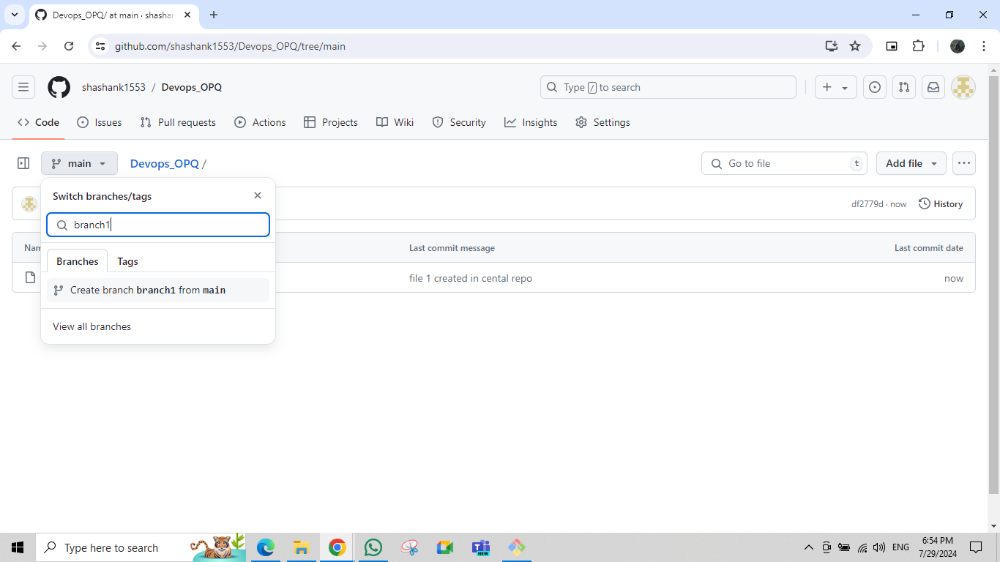 Devops_OPQ/ at main · shashan
github.com/shashank1553/Devops_OPQ/tree/main
shashank1553 / Devops_OPQ
Type / to search
Code
Issues
Pull requests
Actions
Projects
Wiki
Security
Insights
Settings
main
Devops_OPQ /
Go to file
t
Add file
Switch branches/tags
branch1
Branches
Tags
Create branch branch1 from main
View all branches
df2779d · now
History
Nam
Last commit message
Last commit date
file 1 created in cental repo
now
Type here to search
NEW
ENG
6:54 PM
7/29/2024